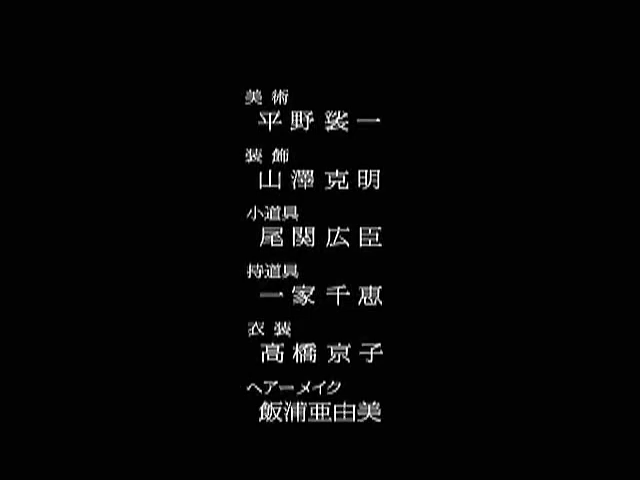 美術
平野裟一
装飾
山澤克明
小道具
尾関広臣
持道具
一家千恵
衣装
高橋京子
ヘアーメイク
飯浦亜由美